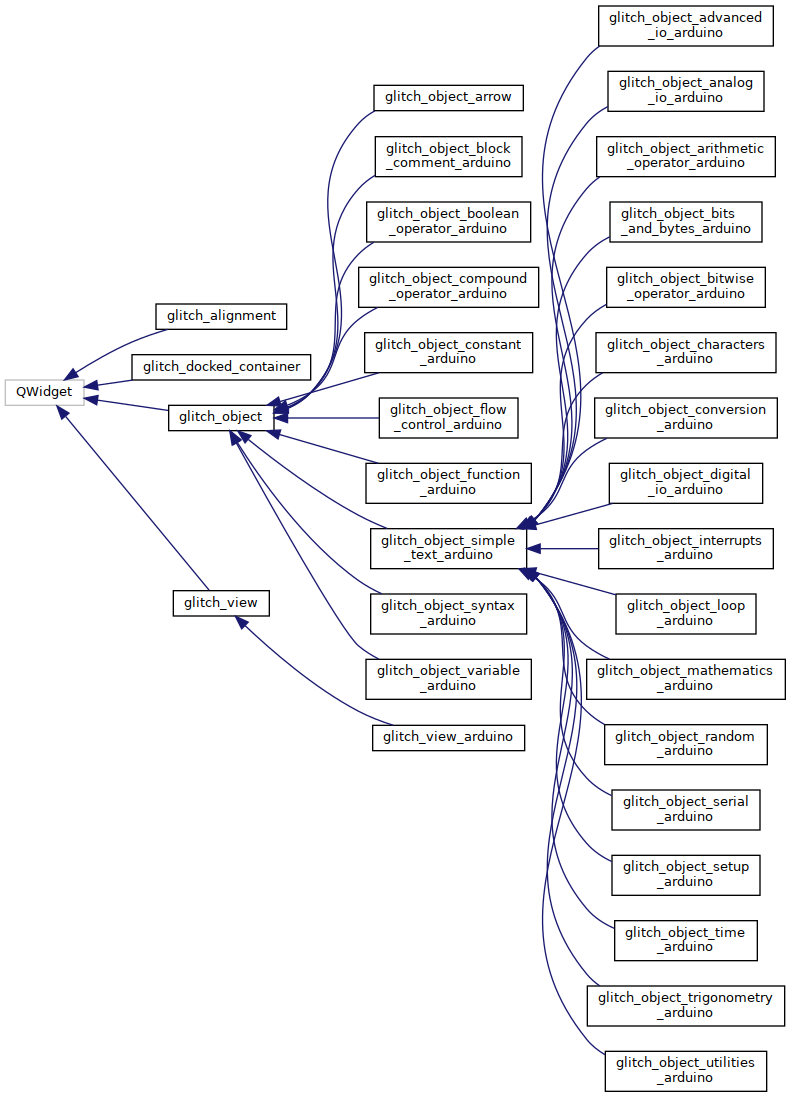 QWidget
glitch_alignment
glitch_docked_container
glitch_object
glitch_view
glitch_object_arrow
glitch_object_block
_comment_arduino
glitch_object_boolean
_operator_arduino
glitch_object_compound
_operator_arduino
glitch_object_constant
_arduino
glitch_object_flow
_control_arduino
glitch_object_function
_arduino
glitch_object_simple
_text_arduino
glitch_object_syntax
_arduino
glitch_object_variable
_arduino
glitch_view_arduino
glitch_object_advanced
_io_arduino
glitch_object_analog
_io_arduino
glitch_object_arithmetic
_operator_arduino
glitch_object_bits
_and_bytes_arduino
glitch_object_bitwise
_operator_arduino
glitch_object_characters
_arduino
glitch_object_conversion
_arduino
glitch_object_digital
_io_arduino
glitch_object_interrupts
_arduino
glitch_object_loop
_arduino
glitch_object_mathematics
_arduino
glitch_object_random
_arduino
glitch_object_serial
_arduino
glitch_object_setup
_arduino
glitch_object_time
_arduino
glitch_object_trigonometry
_arduino
glitch_object_utilities
_arduino